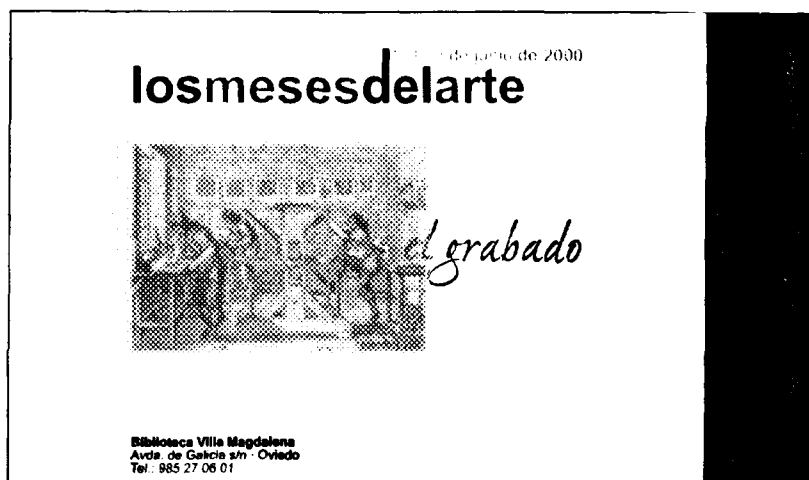 de junio de 2000
losmesesdelarte
el grabado
Biblioteca Villa Magdalena
Avda. de Galicia s/n - Oviedo
Tel.: 985 27 06 01